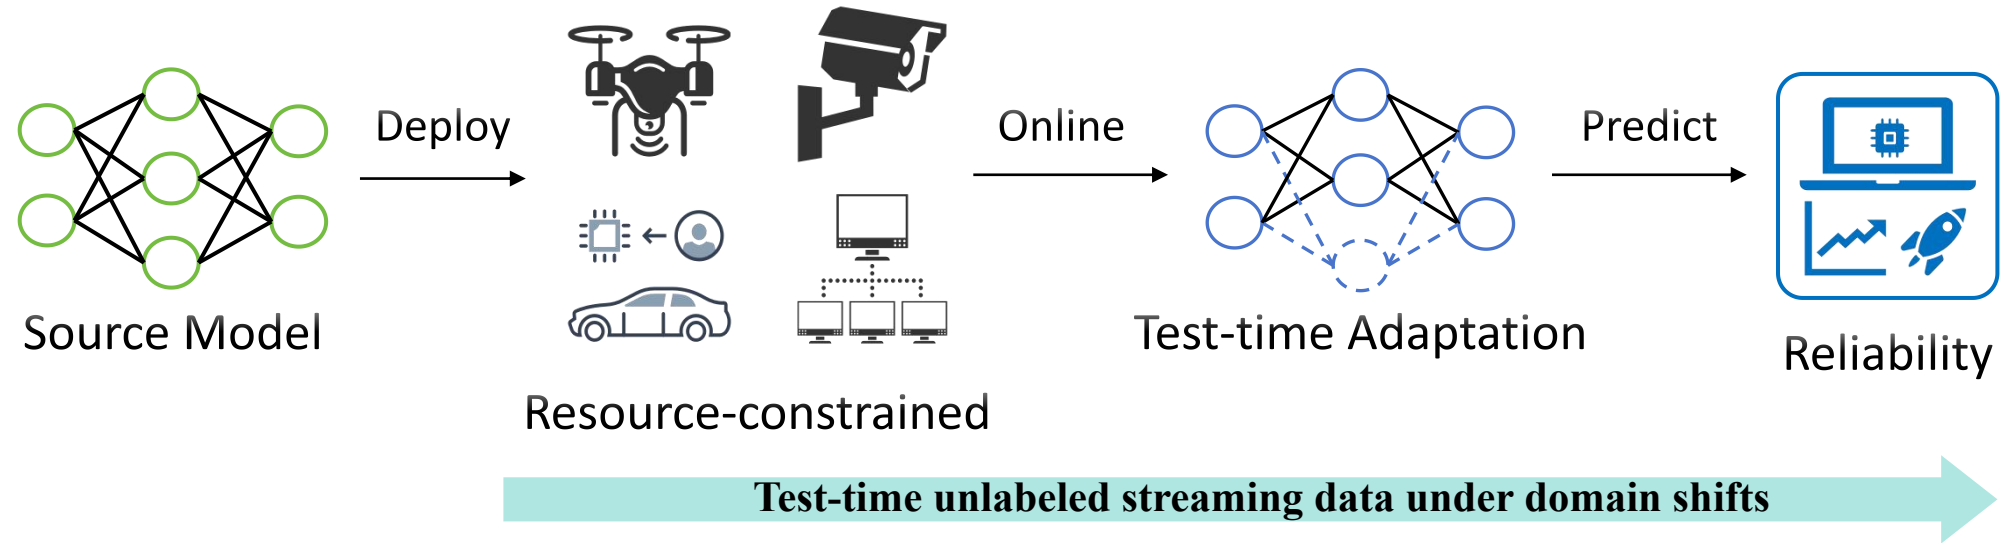 Deploy
Online
Predict
Source Model
Test-time Adaptation
Reliability
Resource-constrained
Test-time unlabeled streaming data under domain shifts